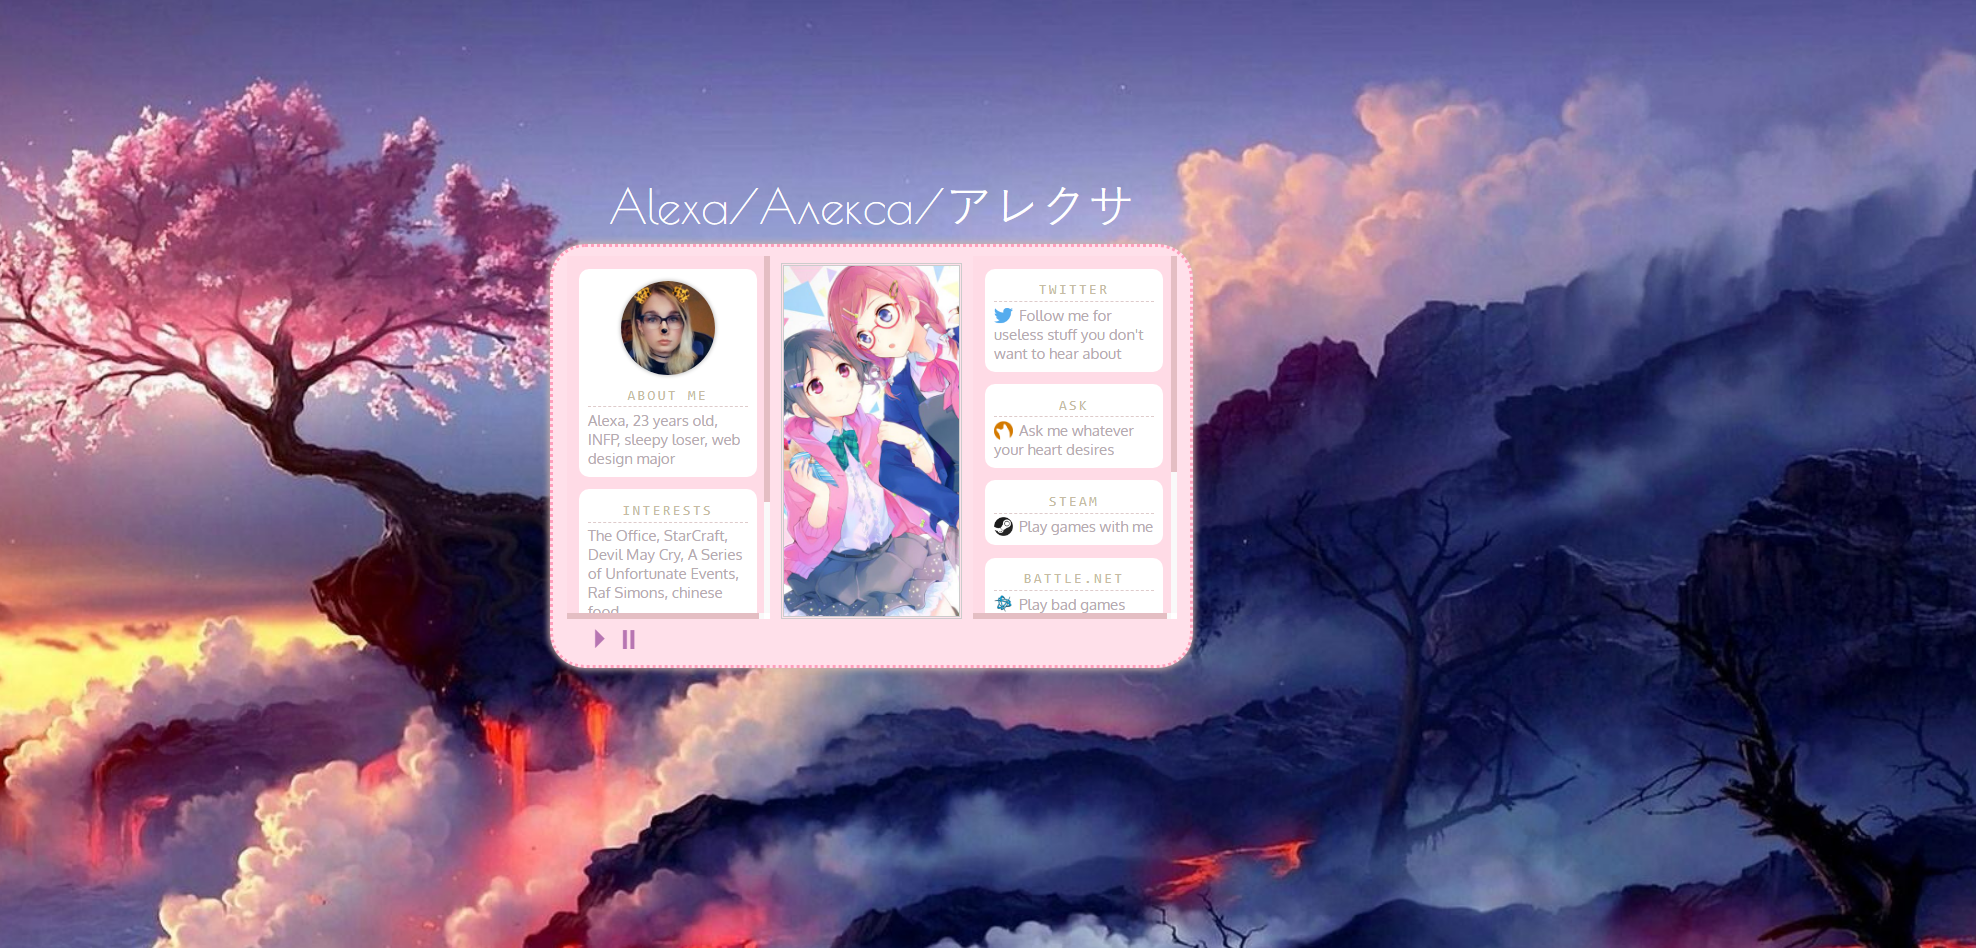 Alexa/Алекса/アレクサ
ABOUT ME
Alexa, 23 years old,
INFP, sleepy loser, web
design major
INTERESTS
The Office, StarCraft,
Devil May Cry, A Series
of Unfortunate Events,
Raf Simons, chinese
food
TWITTER
Follow me for
useless stuff you don't
want to hear about
ASK
Ask me whatever
your heart desires
STEAM
Play games with me
BATTLE.NET
Play bad games